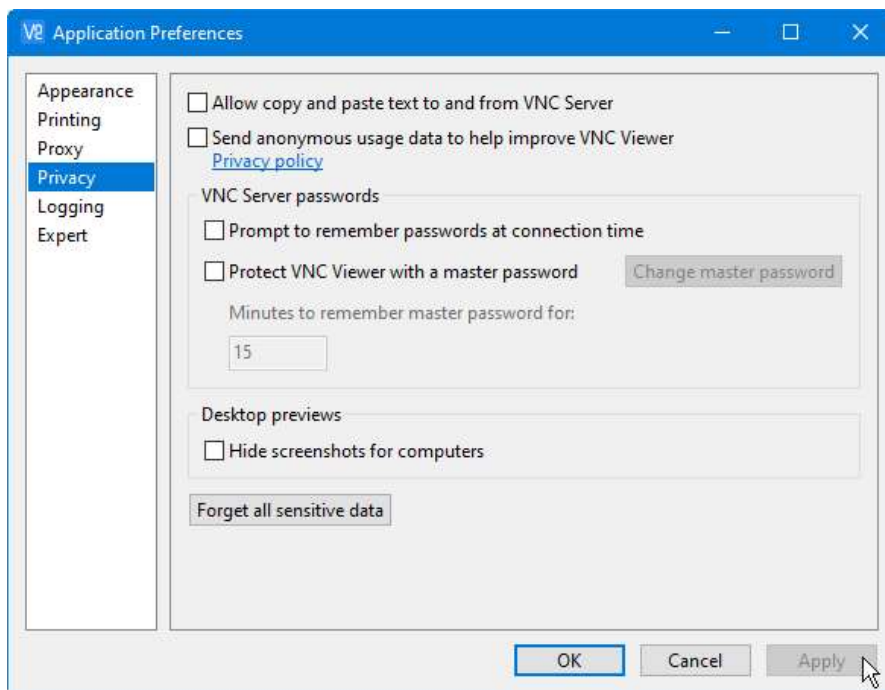 V2 Application Preferences
Appearance
Printing
Proxy
Privacy
Logging
Expert
Allow copy and paste text to and from VNC Server
Send anonymous usage data to help improve VNC Viewer
Privacy policy
VNC Server passwords
Prompt to remember passwords at connection time
Protect VNC Viewer with a master password Change master password
Minutes to remember master password for:
15
Desktop previews
Hide screenshots for computers
Forget all sensitive data
OK Cancel Apply